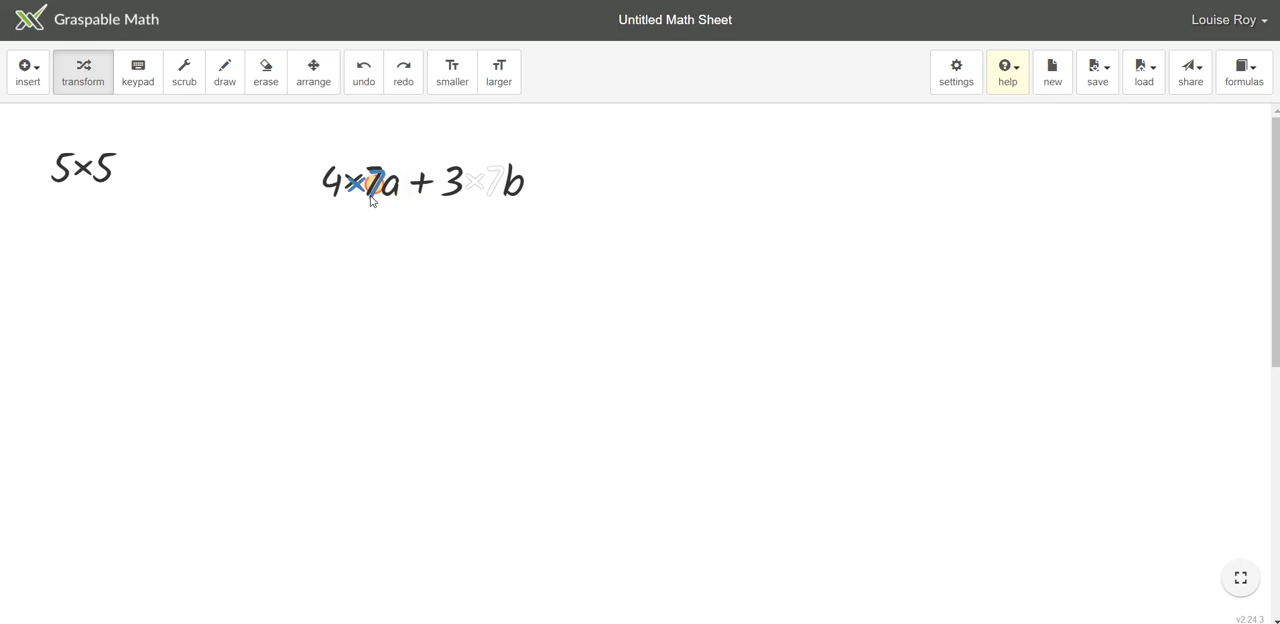 Graspable Math
Untitled Math Sheet
Louise Roy
insert transform keypad scrub draw erase arrange undo redo smaller larger settings help new save load share formulas
5×5
4×7a + 3×7b
×7
v2.24.3